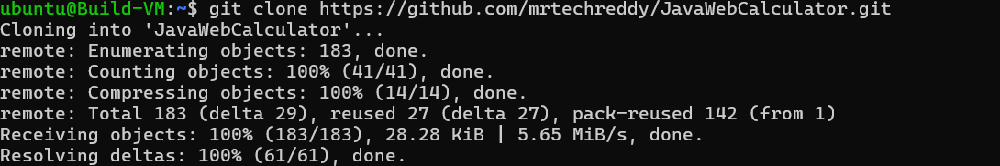 ubuntu@Build-VM:~$ git clone https://github.com/mrtechreddy/JavaWebCalculator.git
Cloning into 'JavaWebCalculator'...
remote: Enumerating objects: 183, done.
remote: Counting objects: 100% (41/41), done.
remote: Compressing objects: 100% (14/14), done.
remote: Total 183 (delta 29), reused 27 (delta 27), pack-reused 142 (from 1)
Receiving objects: 100% (183/183), 28.28 KiB | 5.65 MiB/s, done.
Resolving deltas: 100% (61/61), done.